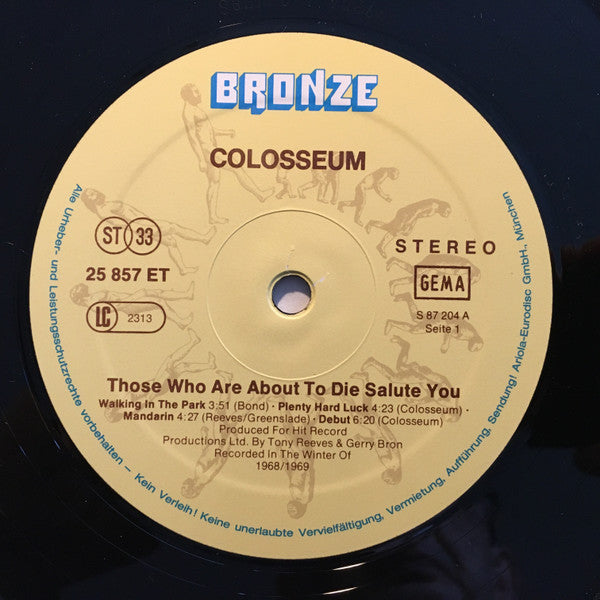 BRONZE
COLOSSEUM
ST 33
25 857 ET
LC 2313
STEREO
GEMA
S 87 204 A
Seite 1
Those Who Are About To Die Salute You
Walking In The Park 3:51 (Bond) · Plenty Hard Luck 4:23 (Colosseum) ·
Mandarin 4:27 (Reeves/Greenslade) · Debut 6:20 (Colosseum)
Produced For Hit Record
Productions Ltd. By Tony Reeves & Gerry Bron
Recorded In The Winter Of
1968/1969
Alle Urheber- und Leistungsschutzrechte vorbehalten – Kein Verleih! Keine unerlaubte Vervielfältigung, Vermietung, Aufführung, Sendung! Ariola-Eurodisc GmbH., München